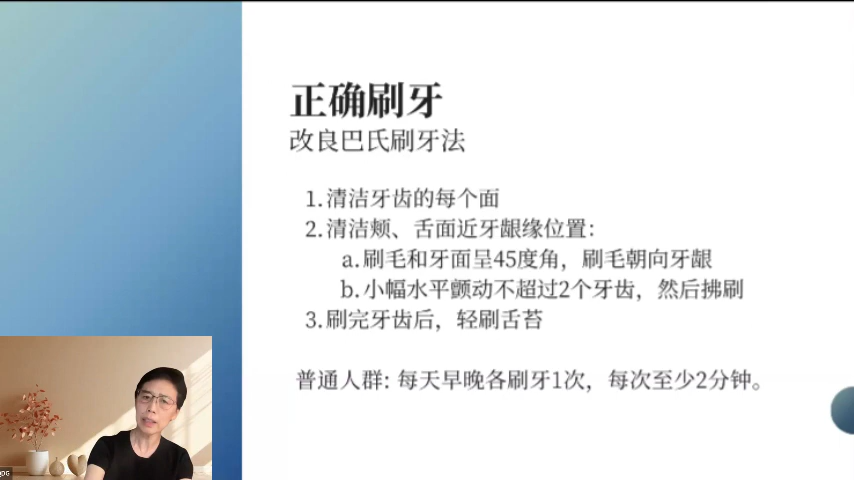 正确刷牙
改良巴氏刷牙法
1.清洁牙齿的每个面
2.清洁颊、舌面近牙龈缘位置：
a.刷毛和牙面呈45度角，刷毛朝向牙龈
b.小幅水平颤动不超过2个牙齿，然后拂刷
3.刷完牙齿后，轻刷舌苔
普通人群: 每天早晚各刷牙1次，每次至少2分钟。